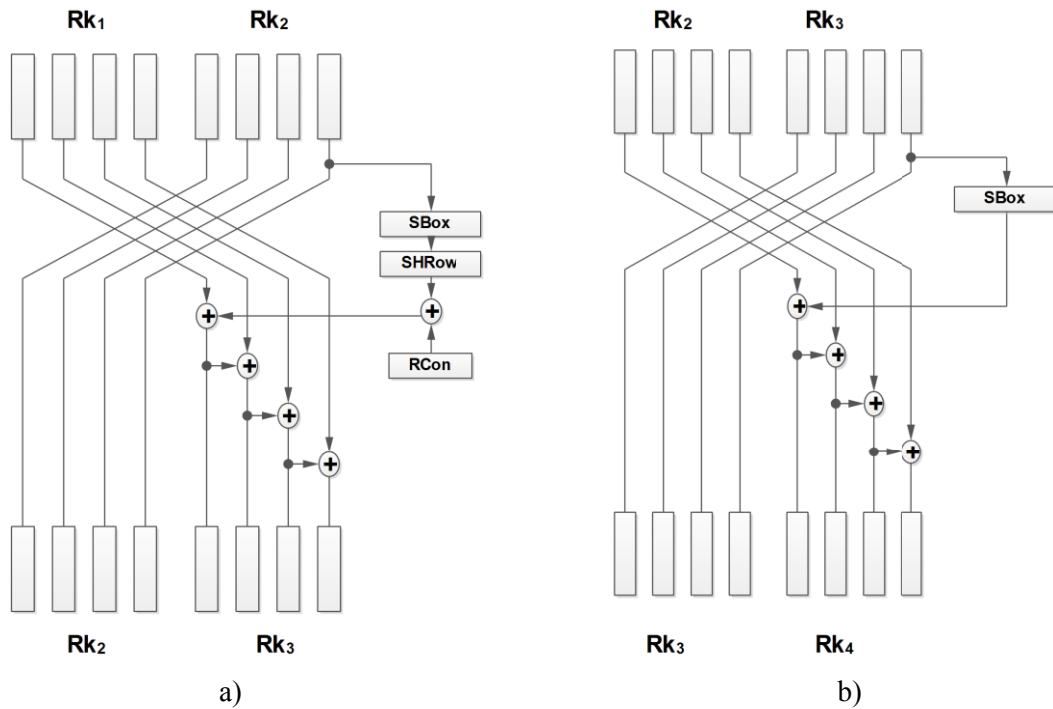 Rk₁ Rk₂
SBox
SHRow
RCon
Rk₂ Rk₃
a)
Rk₂ Rk₃
SBox
Rk₃ Rk₄
b)